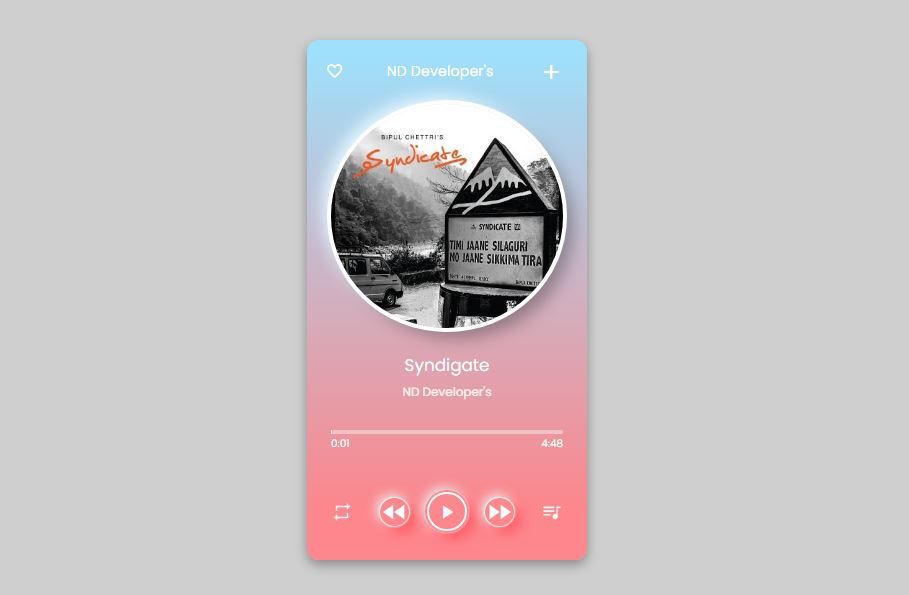 ND Developer's
BIPUL CHETTRI'S
Syndicate
SYNDICATE
TIMI JAANE SILAGURI
MO JAANE SIKKIMA TIRA
Syndigate
ND Developer's
0:01
4:48